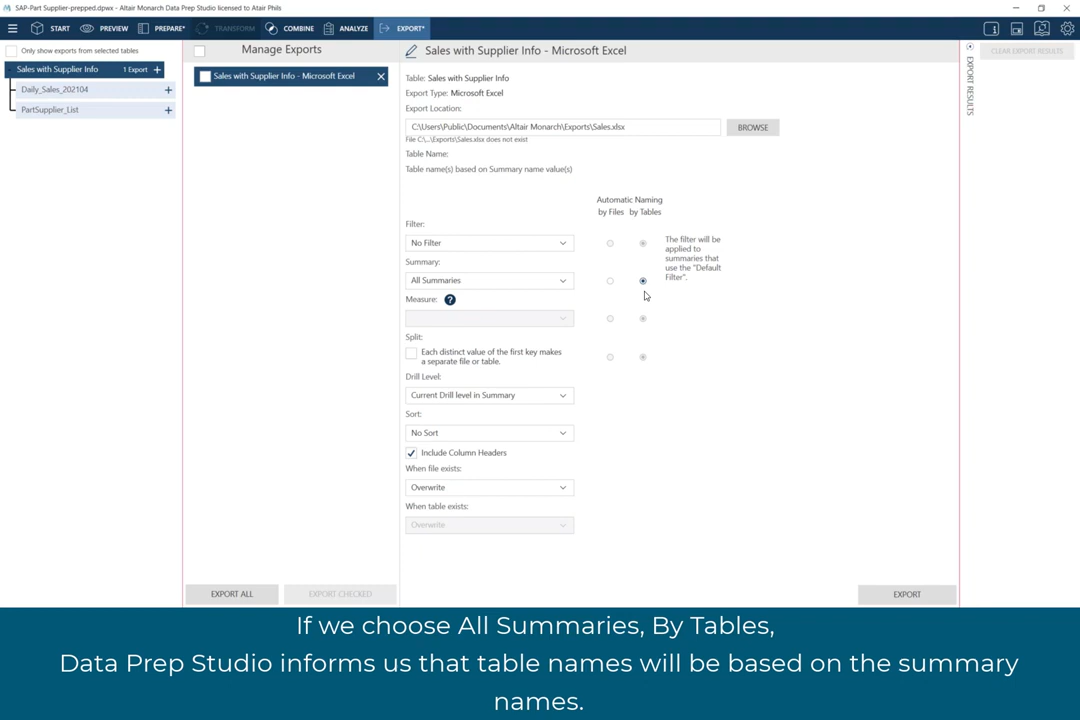 SAP-Part Supplier-prepped.dpwx - Altair Monarch Data Prep Studio licensed to Atair Phils
START PREVIEW PREPARE* TRANSFORM COMBINE ANALYZE EXPORT*
Only show exports from selected tables
Sales with Supplier Info 1 Export +
Daily_Sales_202104 +
PartSupplier_List +
Manage Exports
Sales with Supplier Info - Microsoft Excel
EXPORT ALL EXPORT CHECKED
Sales with Supplier Info - Microsoft Excel
Table: Sales with Supplier Info
Export Type: Microsoft Excel
Export Location:
C:\Users\Public\Documents\Altair Monarch\Exports\Sales.xlsx BROWSE
File C:\...\Exports\Sales.xlsx does not exist
Table Name:
Table name(s) based on Summary name value(s)
Automatic Naming
by Files by Tables
Filter:
No Filter
The filter will be
applied to
summaries that
use the "Default
Filter".
Summary:
All Summaries
Measure: ?
Split:
Each distinct value of the first key makes
a separate file or table.
Drill Level:
Current Drill level in Summary
Sort:
No Sort
Include Column Headers
When file exists:
Overwrite
When table exists:
Overwrite
EXPORT
EXPORT RESULTS
CLEAR EXPORT RESULTS
If we choose All Summaries, By Tables,
Data Prep Studio informs us that table names will be based on the summary
names.